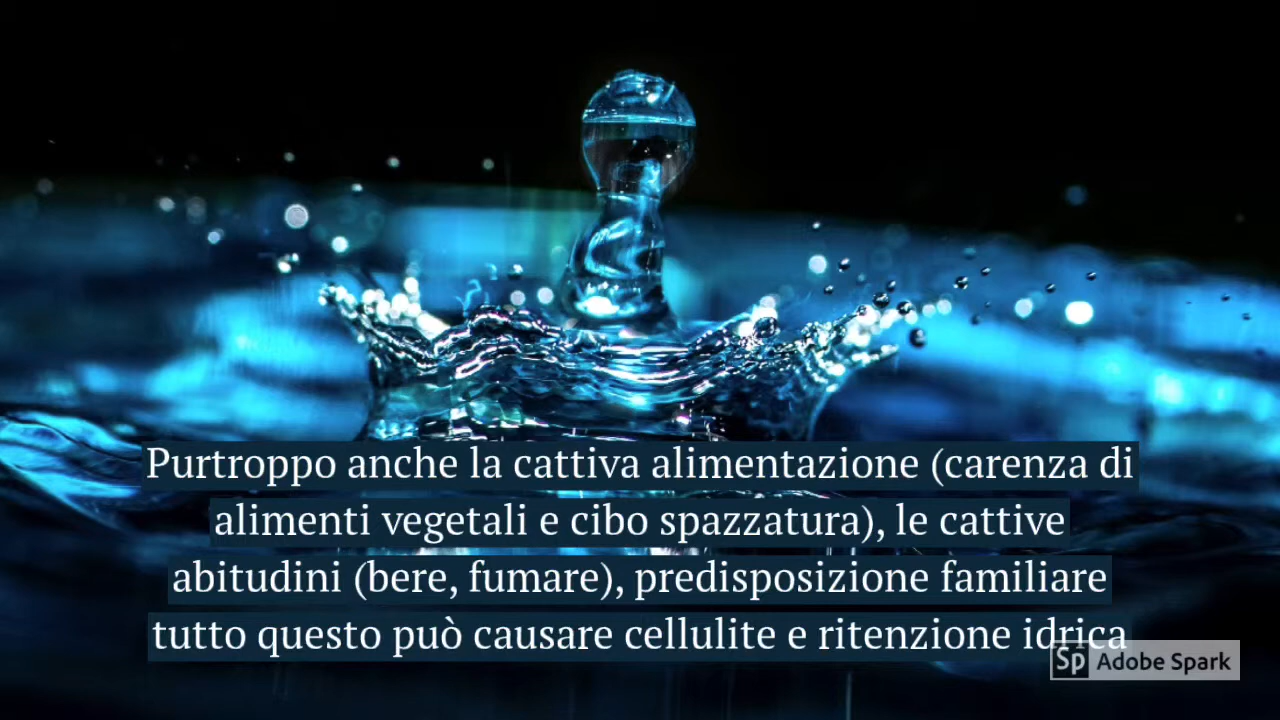 Purtroppo anche la cattiva alimentazione (carenza di
alimenti vegetali e cibo spazzatura), le cattive
abitudini (bere, fumare), predisposizione familiare
tutto questo può causare cellulite e ritenzione idrica
Sp Adobe Spark